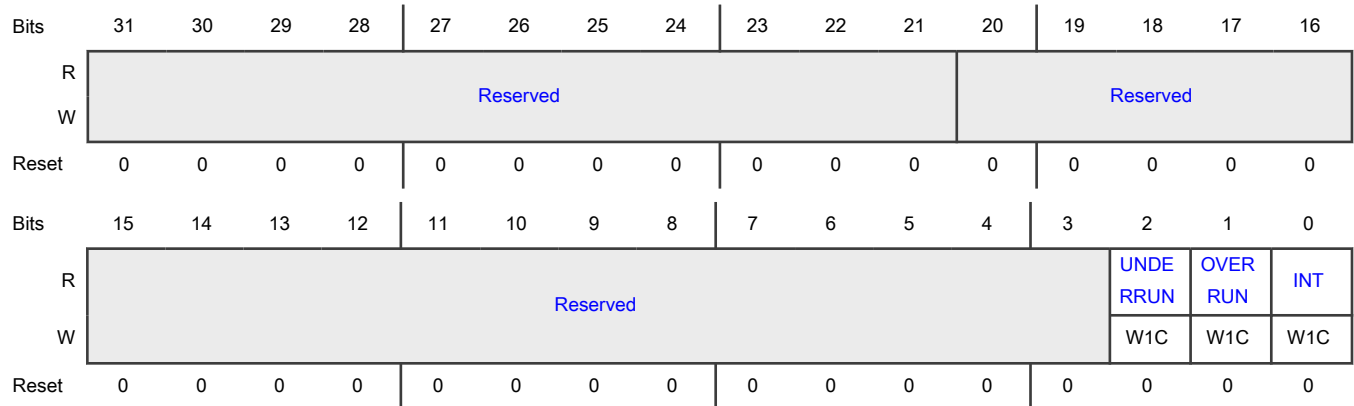 Bits 31 30 29 28 27 26 25 24 23 22 21 20 19 18 17 16
R
Reserved Reserved
W
Reset 0 0 0 0 0 0 0 0 0 0 0 0 0 0 0 0
Bits 15 14 13 12 11 10 9 8 7 6 5 4 3 2 1 0
R Reserved UNDE OVER INT
RRUN RUN
W W1C W1C W1C
Reset 0 0 0 0 0 0 0 0 0 0 0 0 0 0 0 0